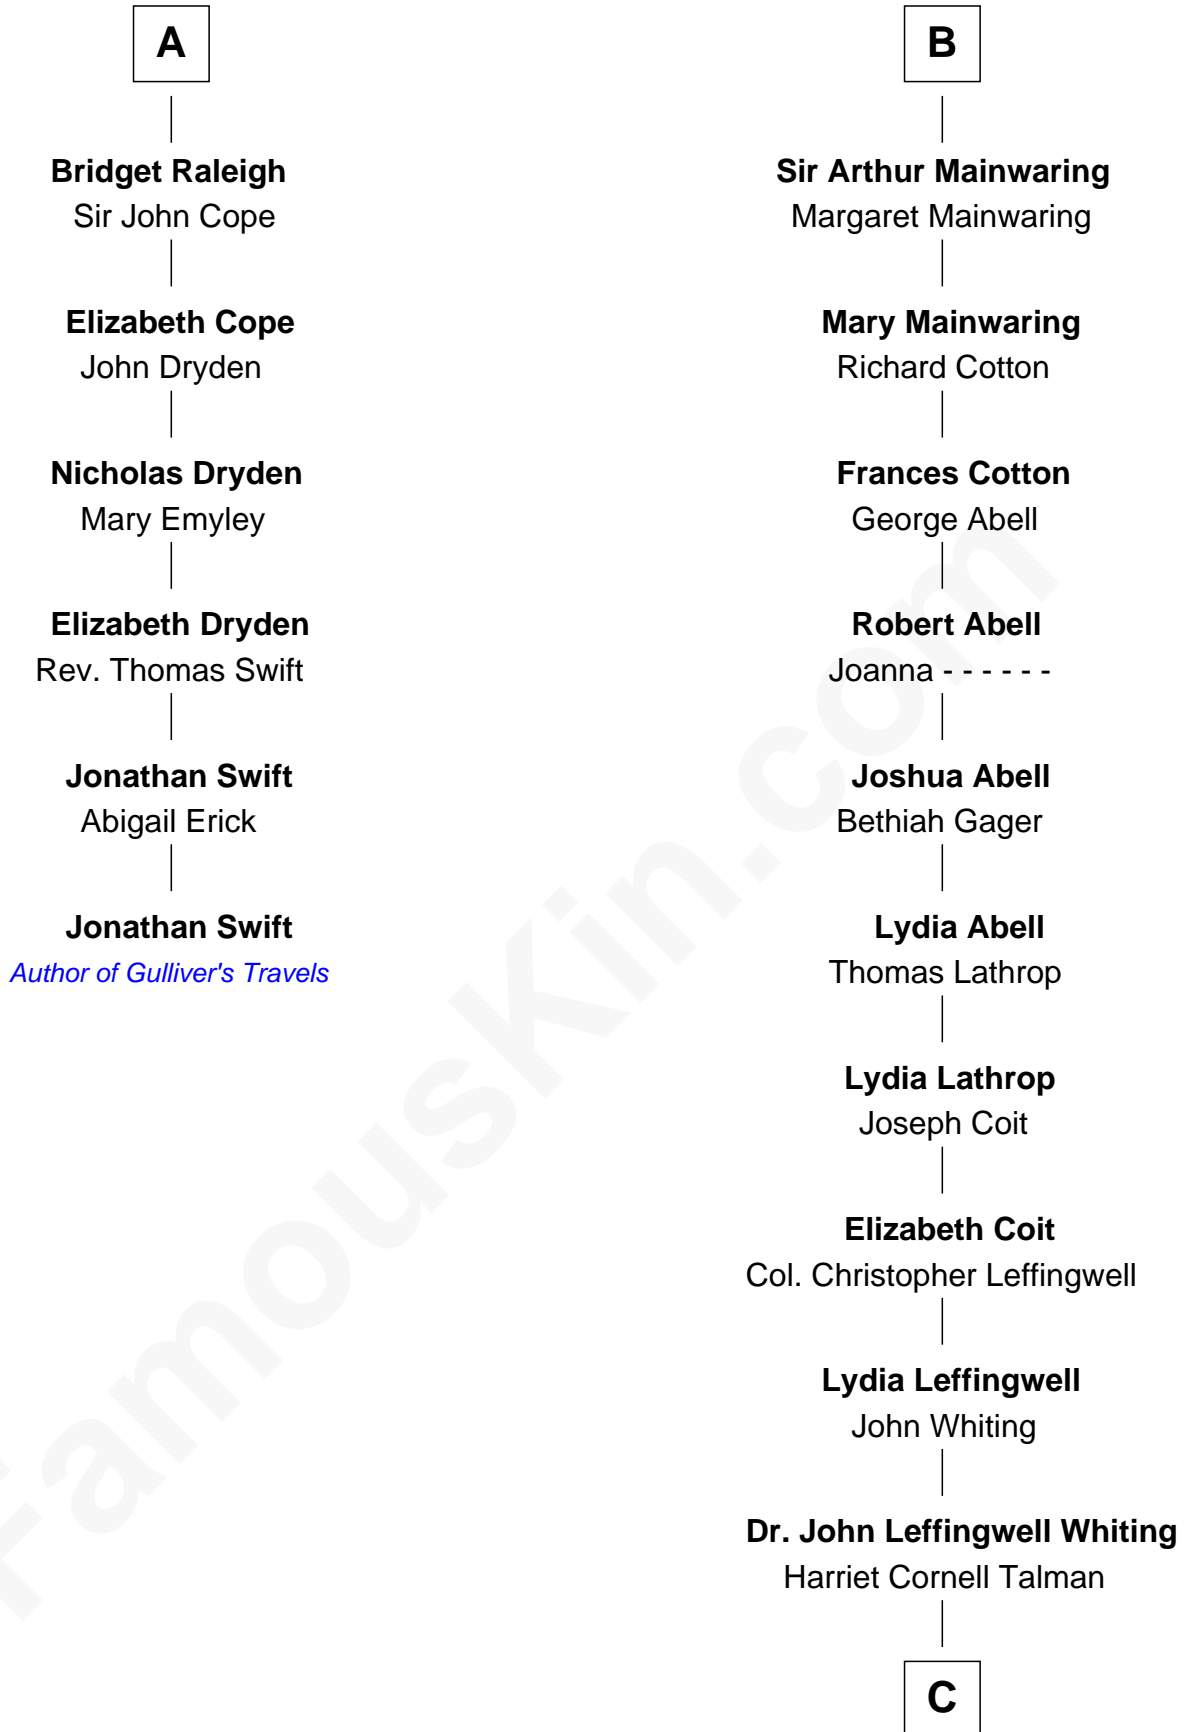 A
Bridget Raleigh
Sir John Cope
Elizabeth Cope
John Dryden
Nicholas Dryden
Mary Emyley
Elizabeth Dryden
Rev. Thomas Swift
Jonathan Swift
Abigail Erick
Jonathan Swift
Author of Gulliver's Travels
B
Sir Arthur Mainwaring
Margaret Mainwaring
Mary Mainwaring
Richard Cotton
Frances Cotton
George Abell
Robert Abell
Joanna - - - - - -
Joshua Abell
Bethiah Gager
Lydia Abell
Thomas Lathrop
Lydia Lathrop
Joseph Coit
Elizabeth Coit
Col. Christopher Leffingwell
Lydia Leffingwell
John Whiting
Dr. John Leffingwell Whiting
Harriet Cornell Talman
C
FamousKin.com